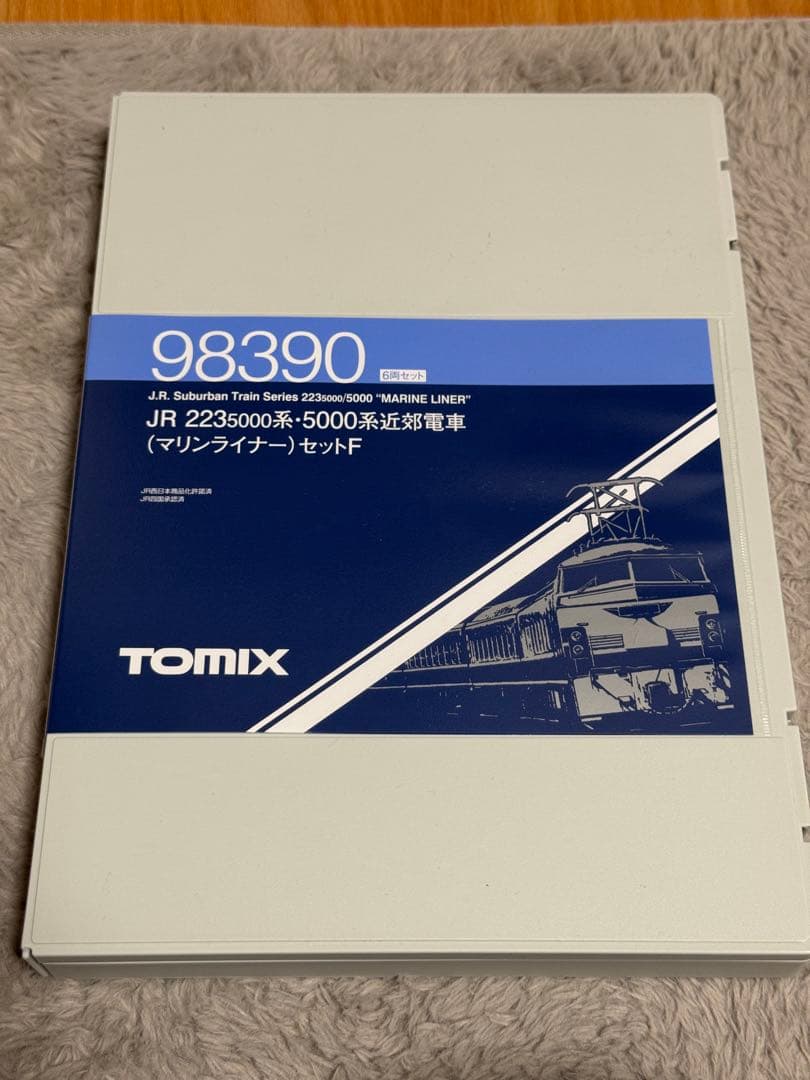 98390 6両セット
J.R. Suburban Train Series 2235000/5000 "MARINE LINER"
JR 2235000系・5000系近郊電車
(マリンライナー)セットF
JR西日本商品化許諾済
JR四国承認済
TOMIX